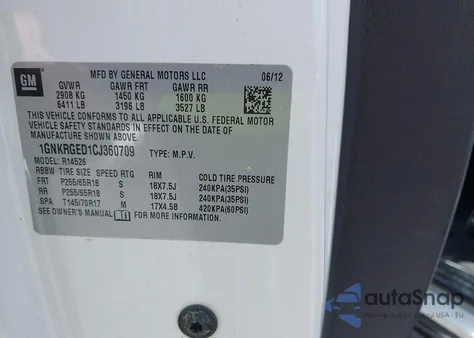 GM
MFD BY GENERAL MOTORS LLC 06/12
GVWR GAWR FRT GAWR RR
2908 KG 1450 KG 1600 KG
6411 LB 3196 LB 3527 LB
THIS VEHICLE CONFORMS TO ALL APPLICABLE U.S. FEDERAL MOTOR
VEHICLE SAFETY STANDARDS IN EFFECT ON THE DATE OF
MANUFACTURE SHOWN ABOVE.
1GNKRGED1CJ360709 TYPE: M.P.V.
MODEL: R14526
RBBW TIRE SIZE SPEED RTG RIM COLD TIRE PRESSURE
FRT P255/65R18 S 18X7.5J 240KPA(35PSI)
RR P255/65R18 S 18X7.5J 240KPA(35PSI)
SPA T145/70R17 M 17X4.5B 420KPA(60PSI)
SEE OWNER'S MANUAL FOR MORE INFORMATION.
autoSnap
USA - EU